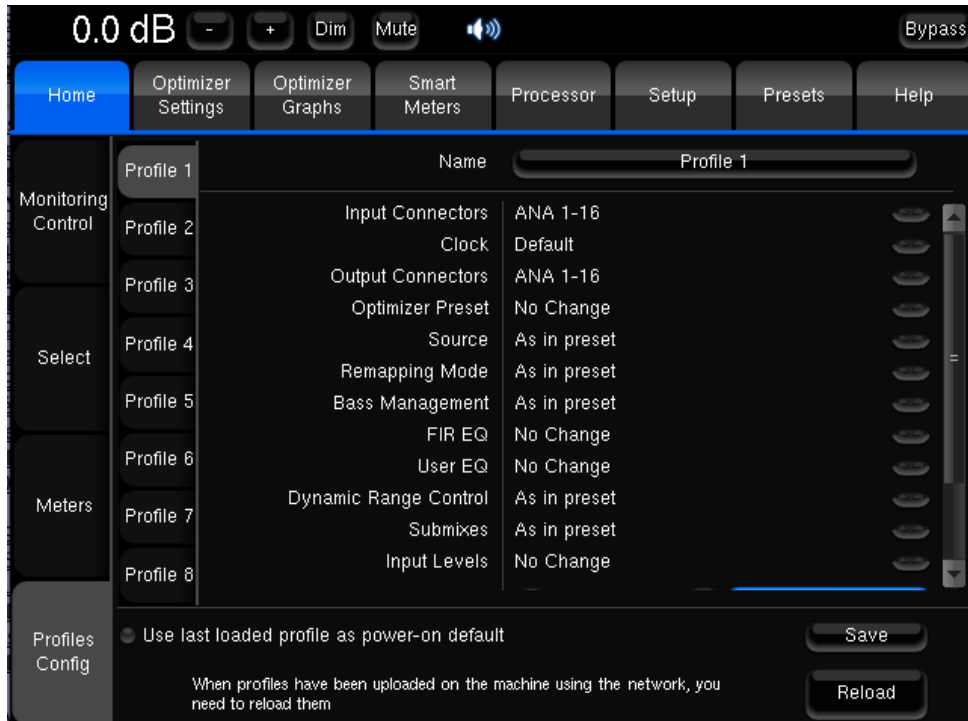 0.0 dB - + Dim Mute Bypass
Home
Optimizer
Settings
Optimizer
Graphs
Smart
Meters
Processor
Setup
Presets
Help
Monitoring
Control
Select
Meters
Profiles
Config
Profile 1
Profile 2
Profile 3
Profile 4
Profile 5
Profile 6
Profile 7
Profile 8
Name Profile 1
Input Connectors ANA 1-16
Clock Default
Output Connectors ANA 1-16
Optimizer Preset No Change
Source As in preset
Remapping Mode As in preset
Bass Management As in preset
FIR EQ No Change
User EQ No Change
Dynamic Range Control As in preset
Submixes As in preset
Input Levels No Change
Use last loaded profile as power-on default
Save
When profiles have been uploaded on the machine using the network, you
need to reload them
Reload